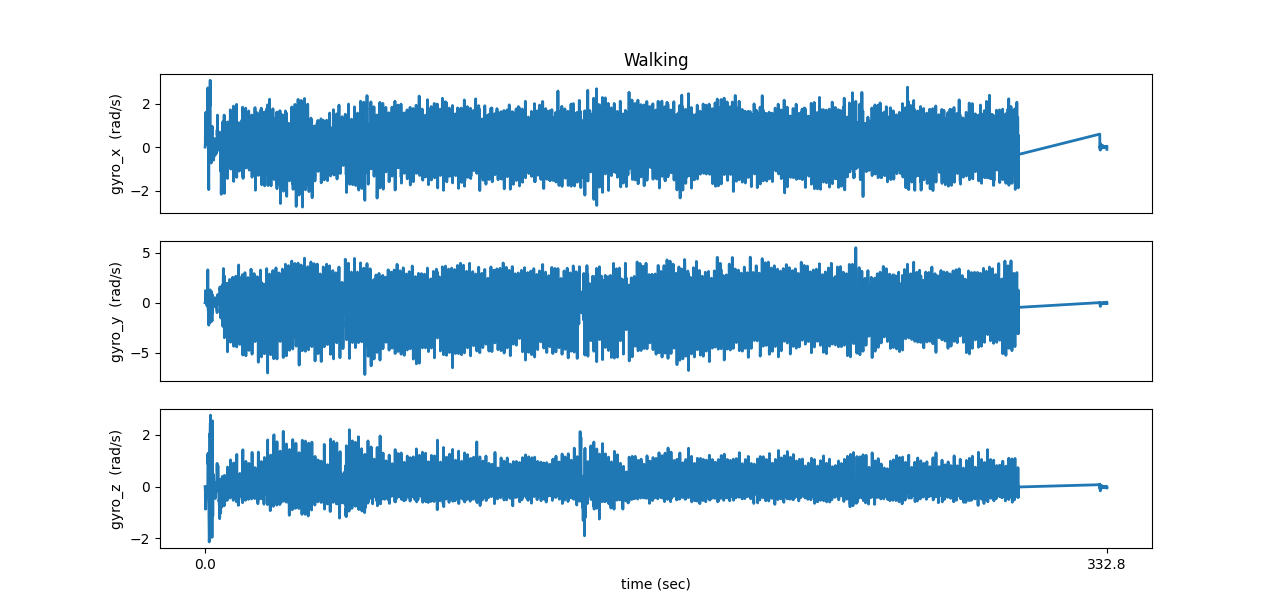 Walking
gyro_x (rad/s)
2
0
−2
gyro_y (rad/s)
5
0
−5
gyro_z (rad/s)
2
0
−2
0.0
332.8
time (sec)